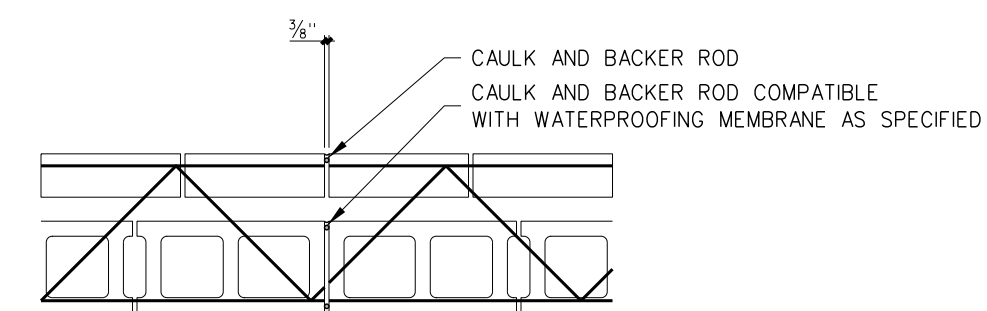 3/8"
CAULK AND BACKER ROD
CAULK AND BACKER ROD COMPATIBLE
WITH WATERPROOFING MEMBRANE AS SPECIFIED